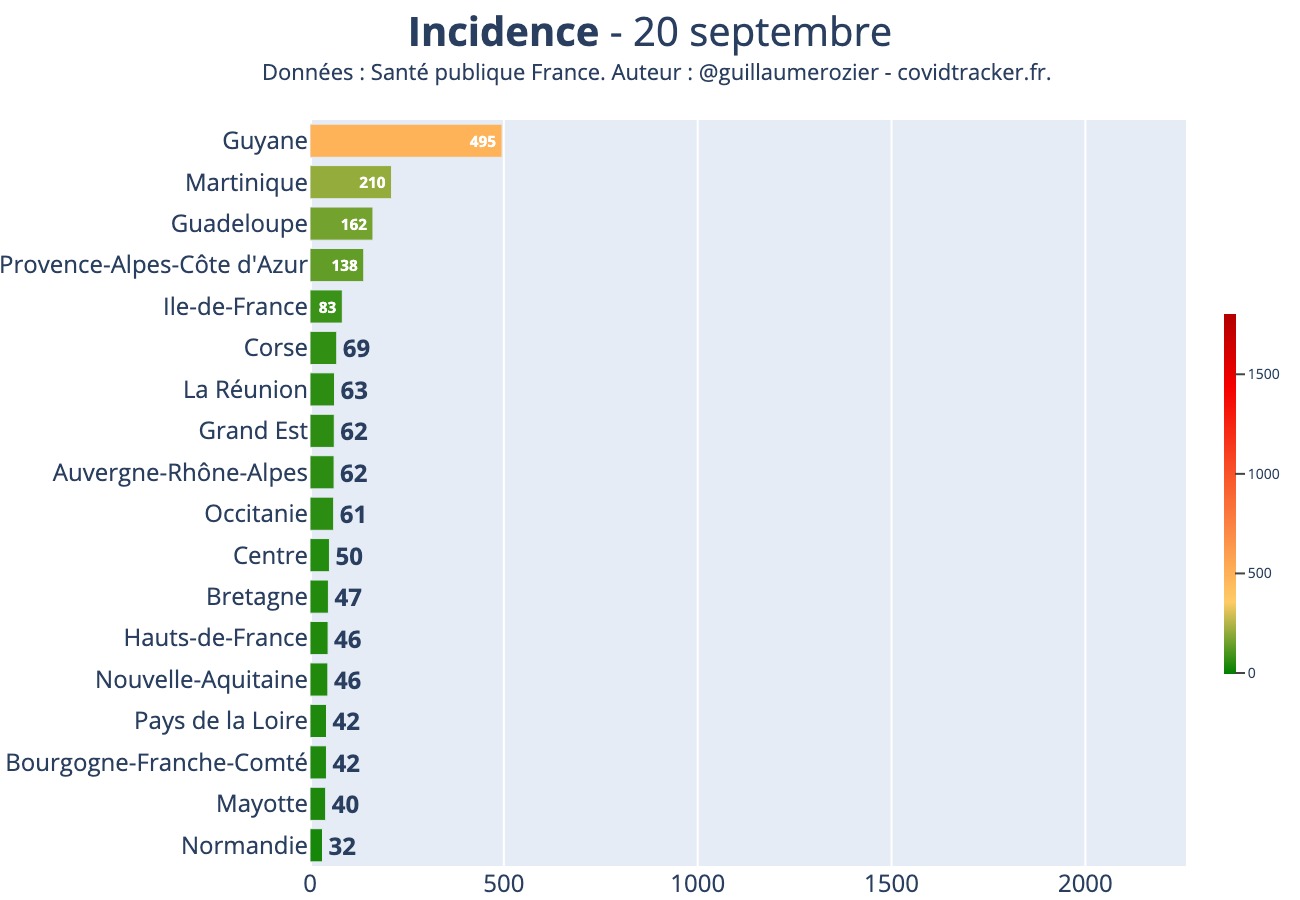 Incidence - 20 septembre
Données : Santé publique France. Auteur : @guillaumerozier - covidtracker.fr.
Guyane 495
Martinique 210
Guadeloupe 162
Provence-Alpes-Côte d'Azur 138
Ile-de-France 83
Corse 69
La Réunion 63
Grand Est 62
Auvergne-Rhône-Alpes 62
Occitanie 61
Centre 50
Bretagne 47
Hauts-de-France 46
Nouvelle-Aquitaine 46
Pays de la Loire 42
Bourgogne-Franche-Comté 42
Mayotte 40
Normandie 32
0 500 1000 1500 2000
1500
1000
500
0